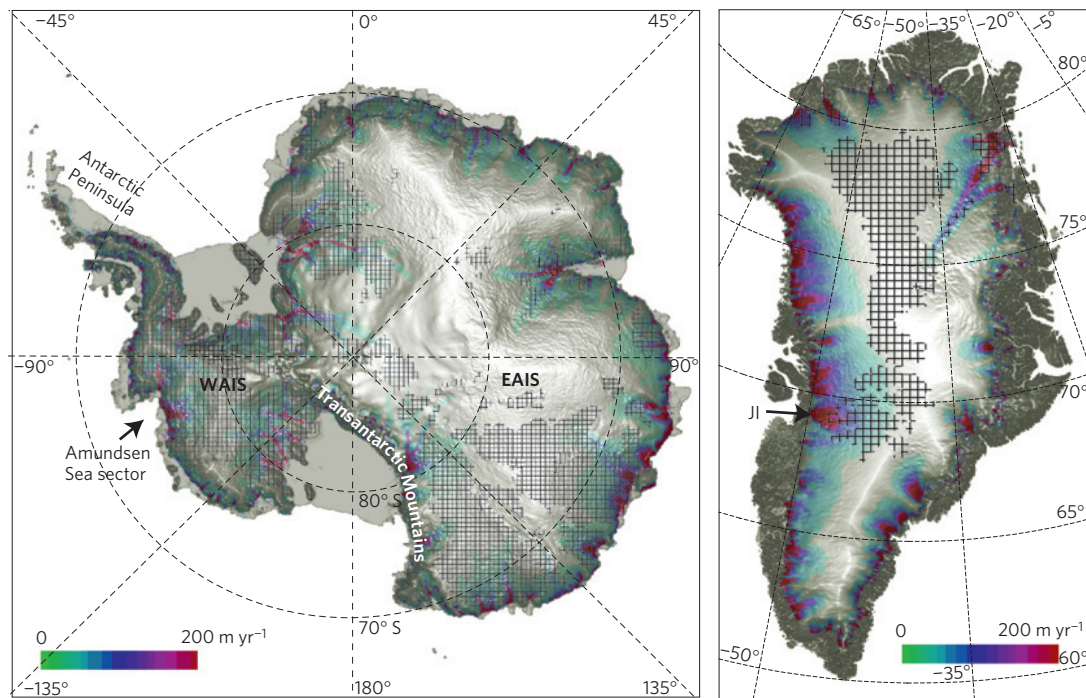 −45°
0°
45°
Antarctic
Peninsula
−90°
WAIS
EAIS
90°
Transantarctic Mountains
Amundsen
Sea sector
80° S
70° S
0
200 m yr⁻¹
−135°
180°
135°
−65°
−50°
−35°
−20°
−5°
80°
75°
70°
JI
65°
0
200 m yr⁻¹
−50°
−35°
60°